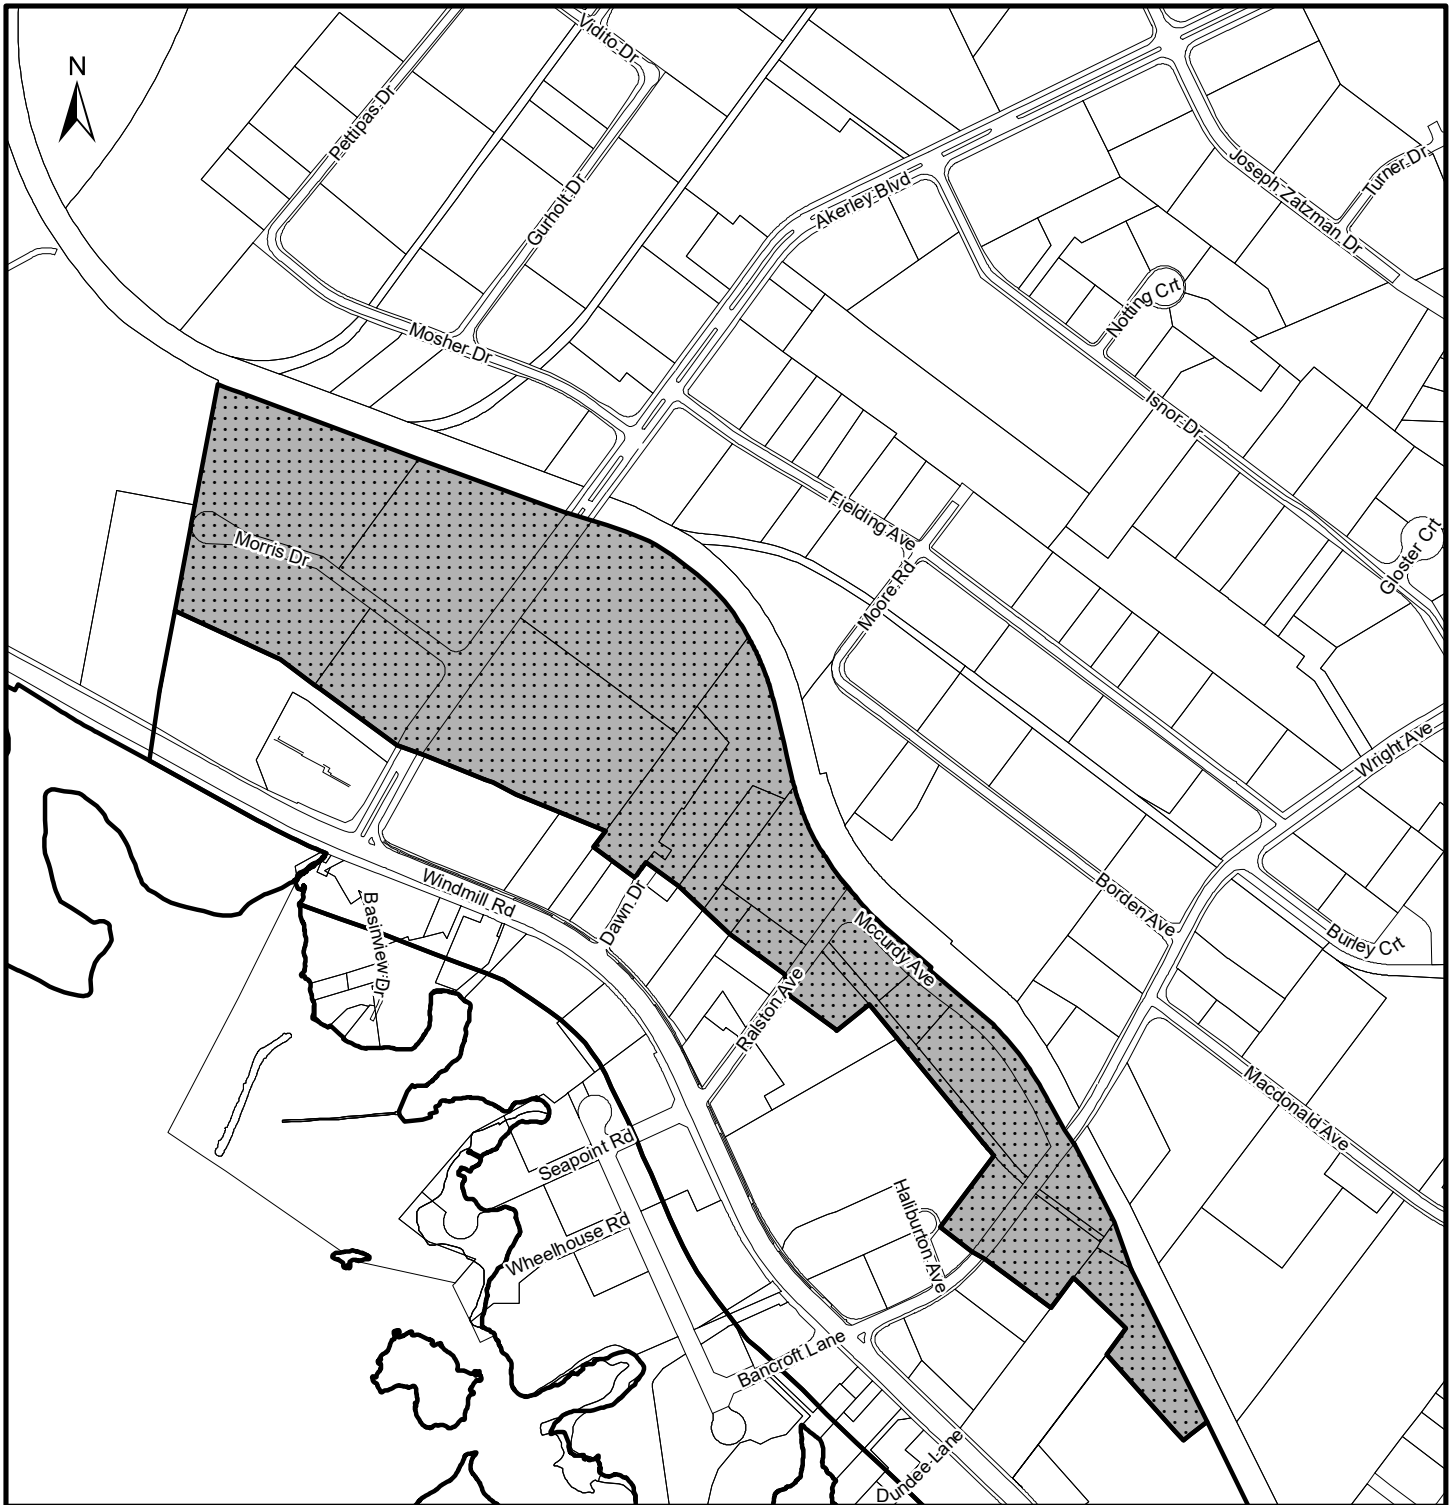 Vidito Dr
N
Pettipas Dr
Joseph Zatzman Dr
Turner Dr
Akerley Blvd
Gurholt Dr
Notting Crt
Mosher Dr
Isnor Dr
Fielding Ave
Gloster Crt
Morris Dr
Moore Rd
Wright Ave
Windmill Rd
Borden Ave
Dawn Dr
Basinview Dr
Mccurdy Ave
Burley Crt
Ralston Ave
Macdonald Ave
Seapoint Rd
Haliburton Ave
Wheelhouse Rd
Bancroft Lane
Dundee Lane